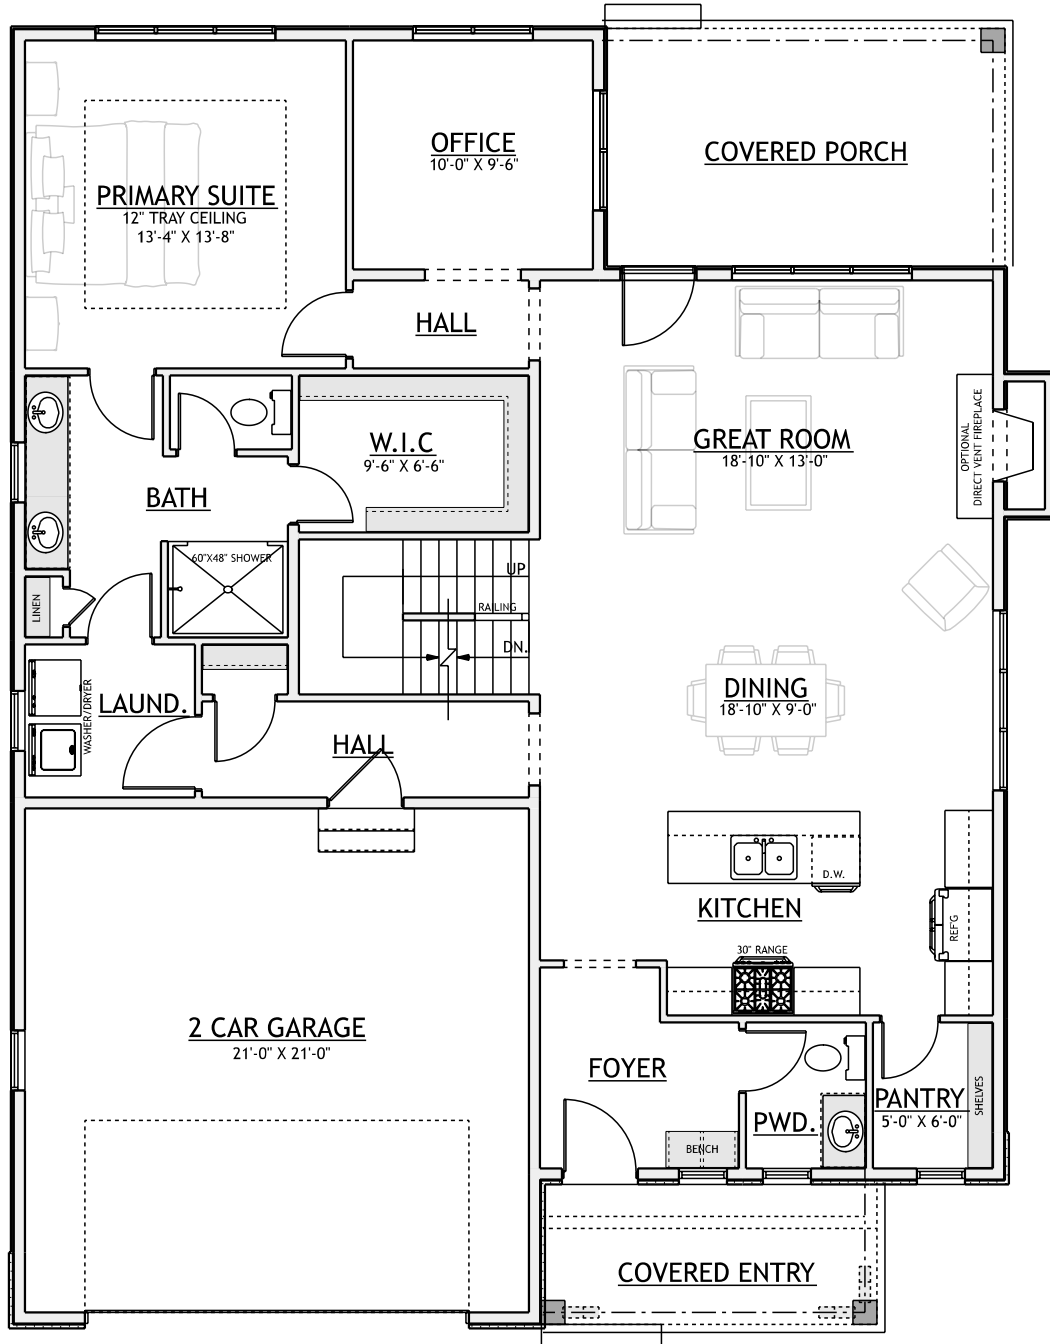 OFFICE
10'-0" X 9'-6"
COVERED PORCH
PRIMARY SUITE
12" TRAY CEILING
13'-4" X 13'-8"
HALL
W.I.C
9'-6" X 6'-6"
GREAT ROOM
18'-10" X 13'-0"
OPTIONAL
DIRECT VENT FIREPLACE
BATH
60"X48" SHOWER
UP
LINEN
RAILING
DN.
LAUND.
WASHER/DRYER
DINING
18'-10" X 9'-0"
HALL
D.W.
KITCHEN
REF'G
30" RANGE
2 CAR GARAGE
21'-0" X 21'-0"
FOYER
PANTRY
5'-0" X 6'-0"
SHELVES
PWD.
BENCH
COVERED ENTRY